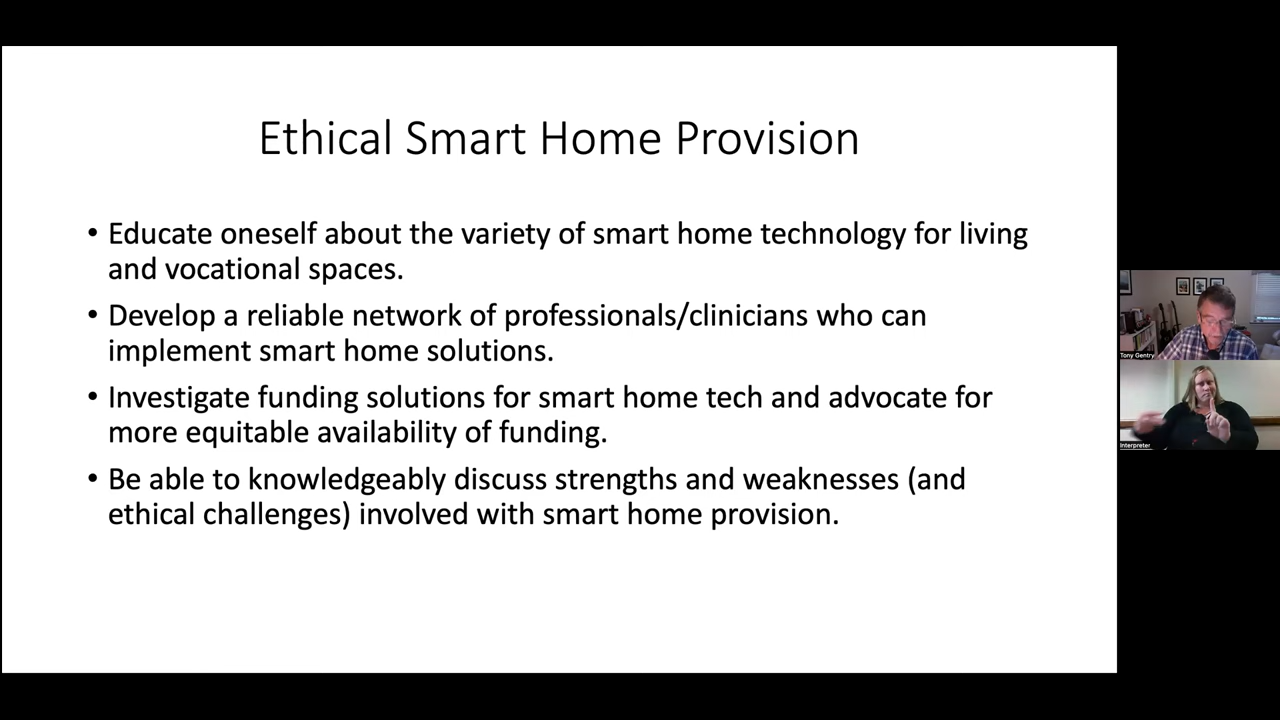 Ethical Smart Home Provision
• Educate oneself about the variety of smart home technology for living
and vocational spaces.
• Develop a reliable network of professionals/clinicians who can
implement smart home solutions.
• Investigate funding solutions for smart home tech and advocate for
more equitable availability of funding.
• Be able to knowledgeably discuss strengths and weaknesses (and
ethical challenges) involved with smart home provision.
Tony Gentry
Interpreter